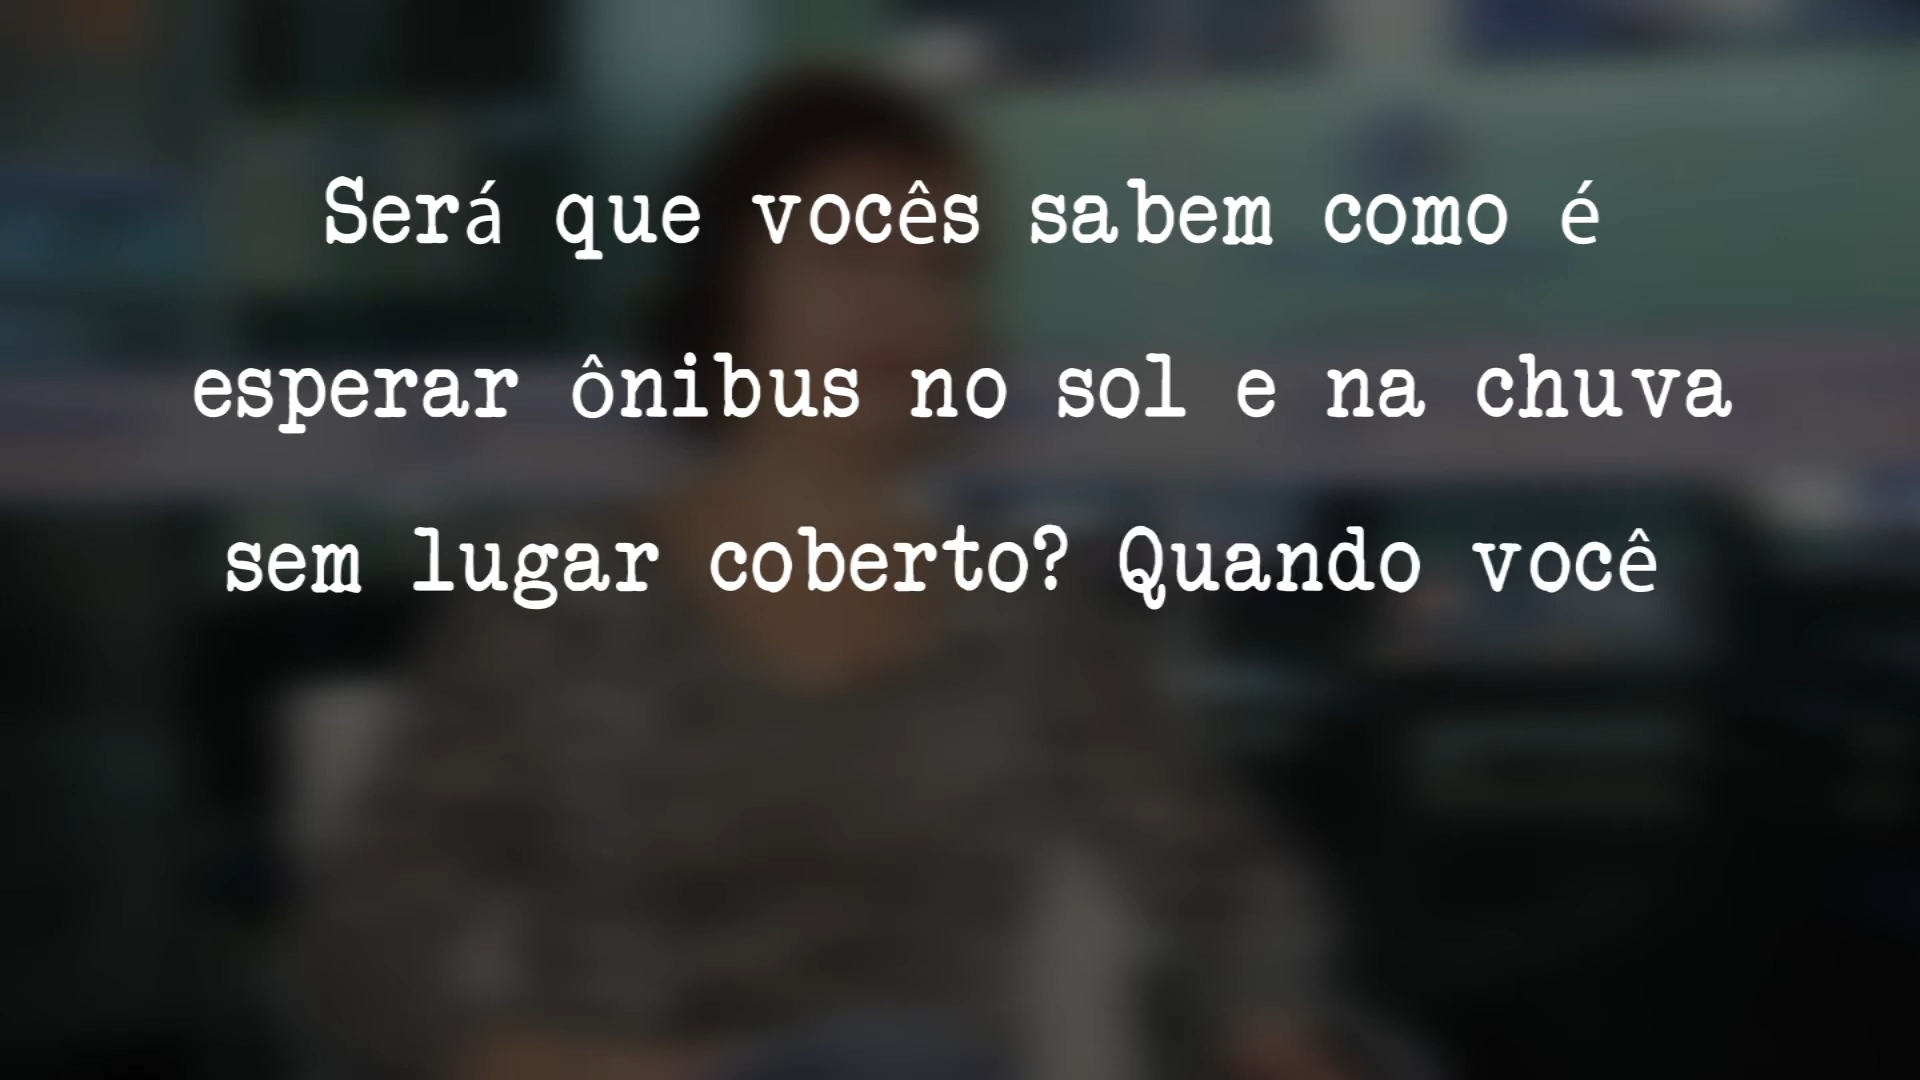 Será que vocês sabem como é
esperar ônibus no sol e na chuva
sem lugar coberto? Quando você